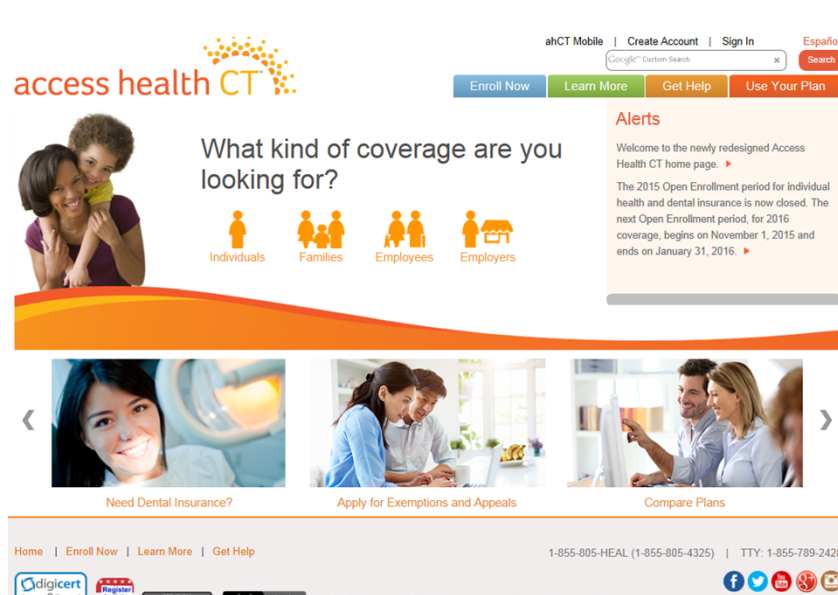 ahCT Mobile | Create Account | Sign In Españo
access health CT
Google™ Custom Search x Search
Enroll Now Learn More Get Help Use Your Plan
What kind of coverage are you
looking for?
Individuals Families Employees Employers
Alerts
Welcome to the newly redesigned Access
Health CT home page.
The 2015 Open Enrollment period for individual
health and dental insurance is now closed. The
next Open Enrollment period, for 2016
coverage, begins on November 1, 2015 and
ends on January 31, 2016.
Need Dental Insurance? Apply for Exemptions and Appeals Compare Plans
Home | Enroll Now | Learn More | Get Help
1-855-805-HEAL (1-855-805-4325) | TTY: 1-855-789-2428
digicert
Register